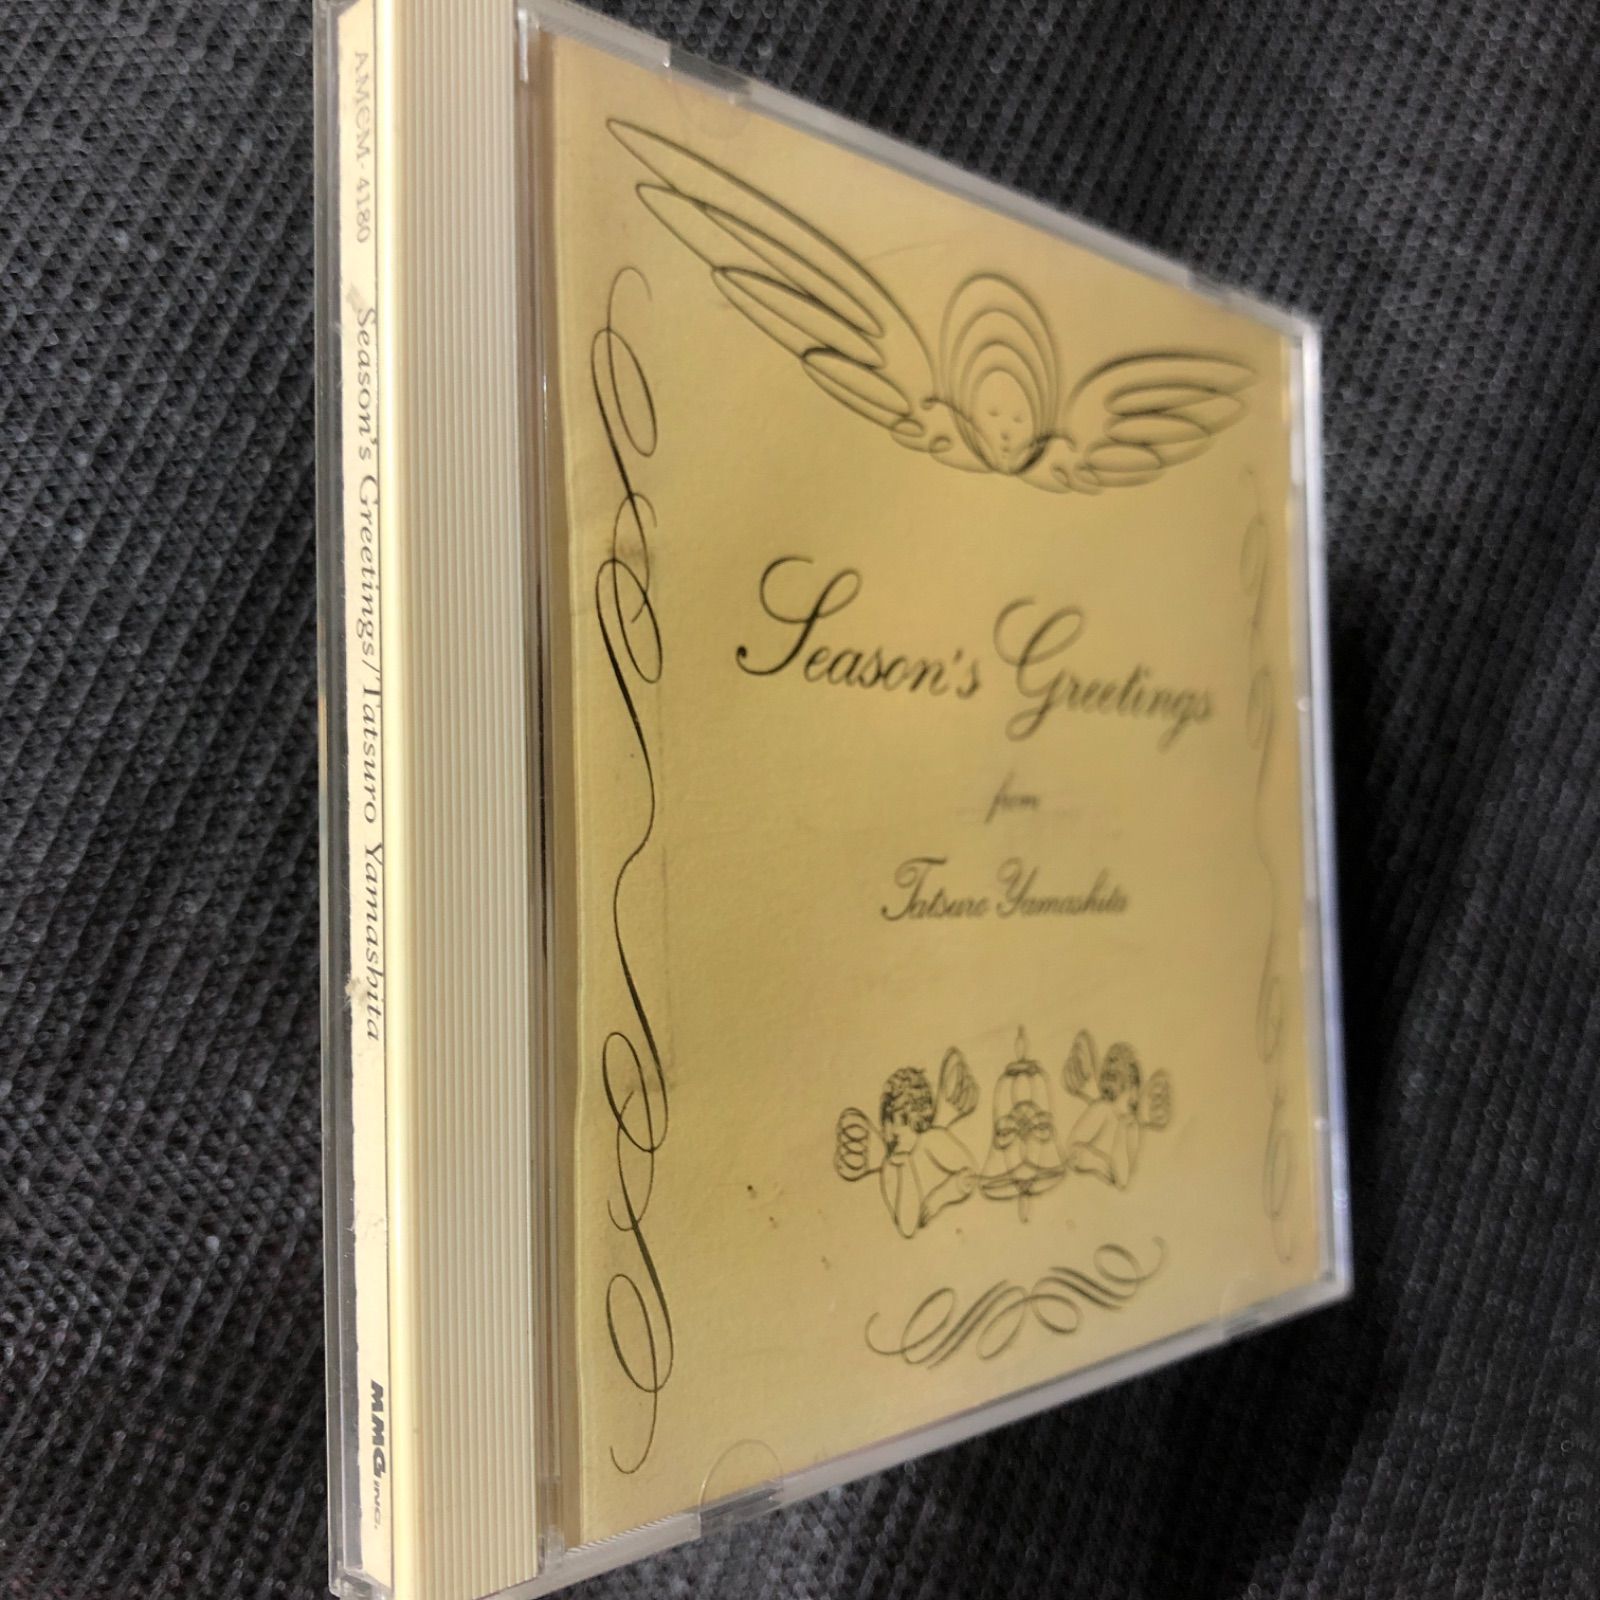 AMCM-4180 Season's Greetings/Tatsuro Yamashita MMG INC.
Season's Greetings
from
Tatsuro Yamashita